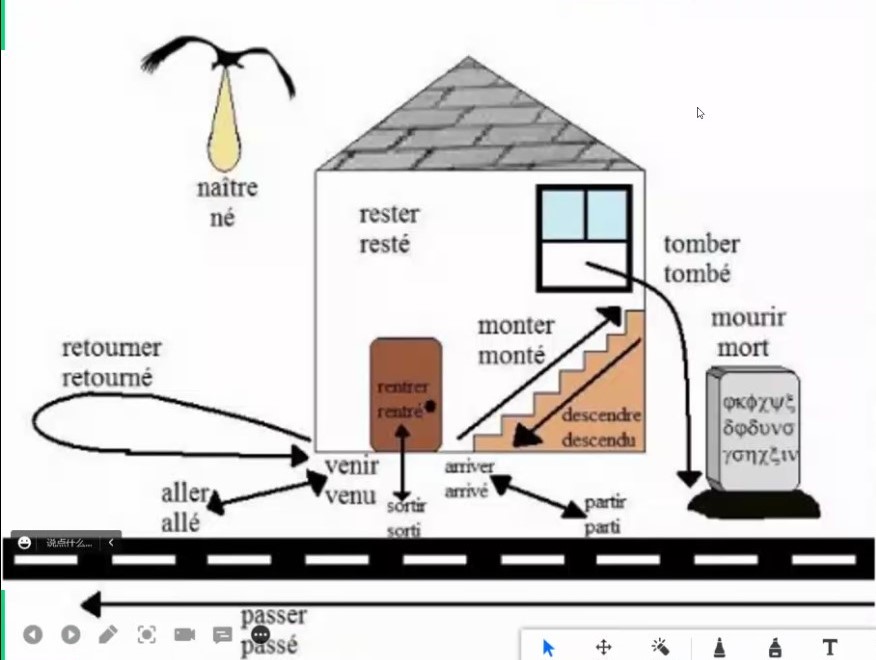 naître
né
rester
resté
tomber
tombé
monter
monté
mourir
mort
retourner
retourné
rentrer
rentré
descendre
descendu
φκϕχψξ
δφδυνσ
γσηχξιν
venir
venu
arriver
arrivé
aller
allé
sortir
sorti
partir
parti
说点什么...
passer
passé
T